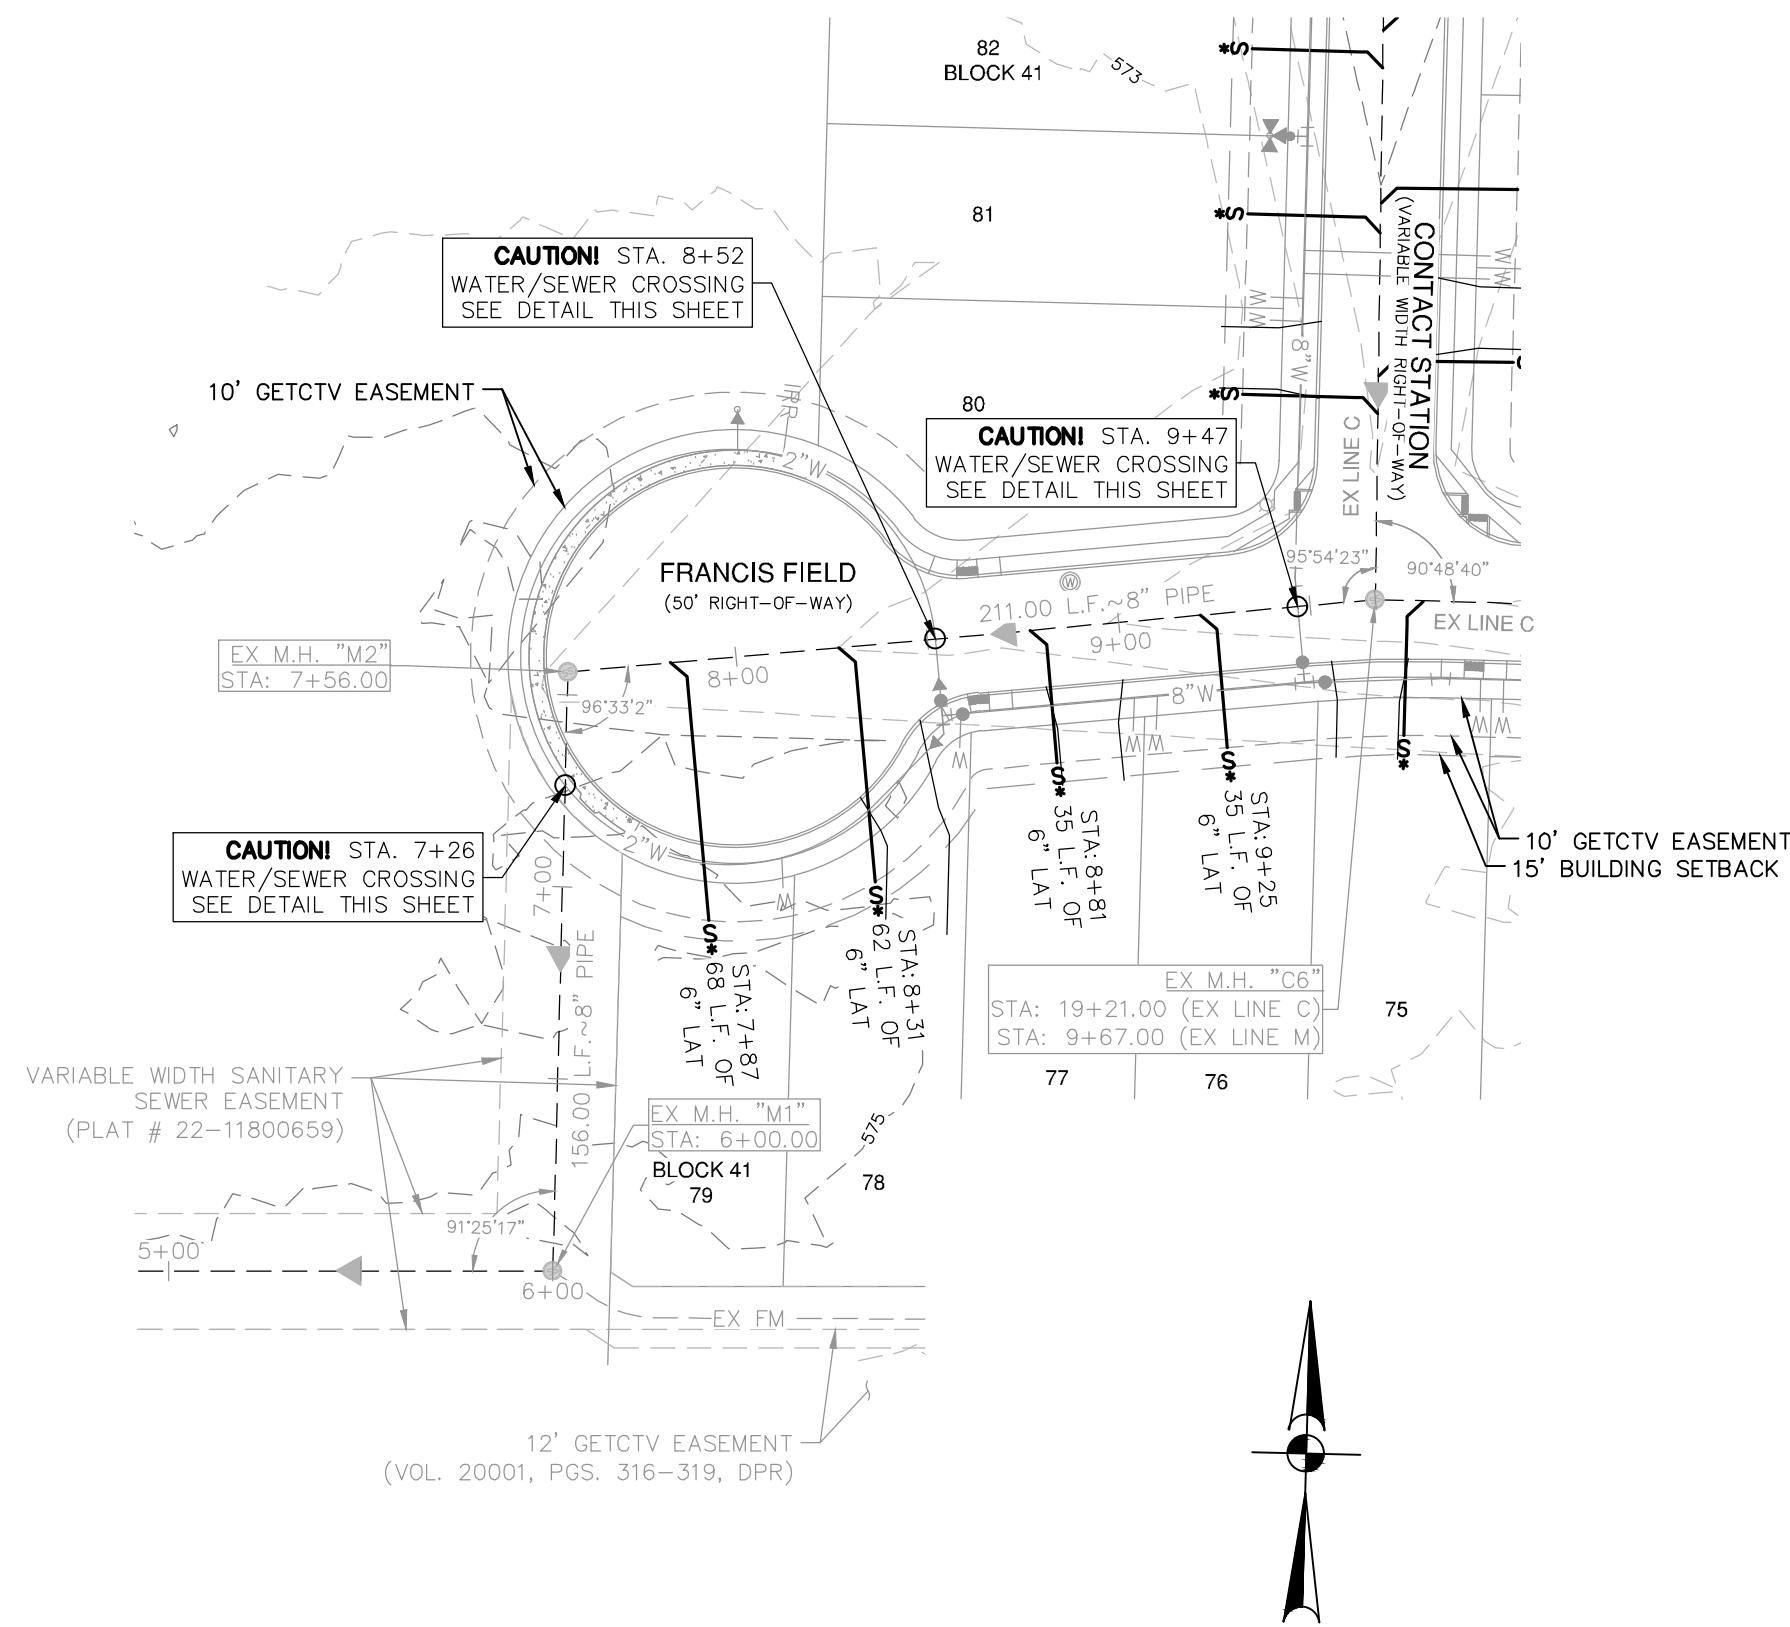 82
BLOCK 41
573
S*
81
S*
CONTACT STATION
(VARIABLE WIDTH RIGHT-OF-WAY)
CAUTION! STA. 8+52
WATER/SEWER CROSSING
SEE DETAIL THIS SHEET
W
W
W
W
8"W
10' GETCTV EASEMENT
IRR
2"W
80
S*
EX LINE C
CAUTION! STA. 9+47
WATER/SEWER CROSSING
SEE DETAIL THIS SHEET
95°54'23"
90°48'40"
FRANCIS FIELD
(50' RIGHT-OF-WAY)
W
211.00 L.F.~8" PIPE
9+00
EX LINE C
EX M.H. "M2"
STA: 7+56.00
8+00
96°33'2"
8"W
W
W
W
W
W
S*
S*
S*
STA:8+81
35 L.F. OF
6" LAT
STA:9+25
35 L.F. OF
6" LAT
10' GETCTV EASEMENT
15' BUILDING SETBACK
CAUTION! STA. 7+26
WATER/SEWER CROSSING
SEE DETAIL THIS SHEET
2"W
7+00
W
S*
S*
STA:7+87
68 L.F. OF
6" LAT
STA:8+31
62 L.F. OF
6" LAT
EX M.H. "C6"
STA: 19+21.00 (EX LINE C)
STA: 9+67.00 (EX LINE M)
75
77
76
156.00 L.F.~8" PIPE
VARIABLE WIDTH SANITARY
SEWER EASEMENT
(PLAT # 22-11800659)
EX M.H. "M1"
STA: 6+00.00
BLOCK 41
79
575
78
91°25'17"
5+00
6+00
EX FM
12' GETCTV EASEMENT
(VOL. 20001, PGS. 316-319, DPR)